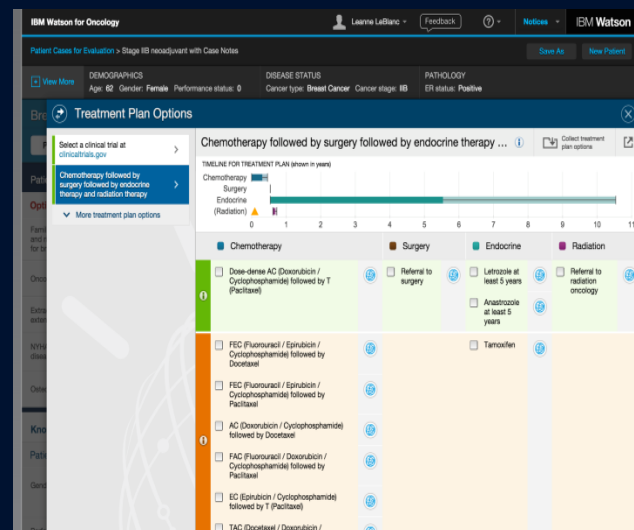 IBM Watson for Oncology
Leanne LeBlanc
Feedback
?
Notices
IBM Watson
Patient Cases for Evaluation > Stage IIB neoadjuvant with Case Notes
Save As
New Patient
View More
DEMOGRAPHICS
Age: 62 Gender: Female Performance status: 0
DISEASE STATUS
Cancer type: Breast Cancer Cancer stage: IIB
PATHOLOGY
ER status: Positive
Treatment Plan Options
Select a clinical trial at
clinicaltrials.gov
Chemotherapy followed by
surgery followed by endocrine
therapy and radiation therapy
More treatment plan options
Chemotherapy followed by surgery followed by endocrine therapy ...
Collect treatment
plan options
TIMELINE FOR TREATMENT PLAN (shown in years)
Chemotherapy
Surgery
Endocrine
(Radiation)
0 1 2 3 4 5 6 7 8 9 10 11
Chemotherapy
Surgery
Endocrine
Radiation
Dose-dense AC (Doxorubicin /
Cyclophosphamide) followed by T
(Paclitaxel)
Referral to
surgery
Letrozole at
least 5 years
Anastrozole
at least 5
years
Referral to
radiation
oncology
FEC (Fluorouracil / Epirubicin /
Cyclophosphamide) followed by
Docetaxel
Tamoxifen
FEC (Fluorouracil / Epirubicin /
Cyclophosphamide) followed by
Paclitaxel
AC (Doxorubicin / Cyclophosphamide)
followed by Docetaxel
FAC (Fluorouracil / Doxorubicin /
Cyclophosphamide) followed by
Paclitaxel
EC (Epirubicin / Cyclophosphamide)
followed by T (Paclitaxel)
TAC (Docetaxel / Doxorubicin /